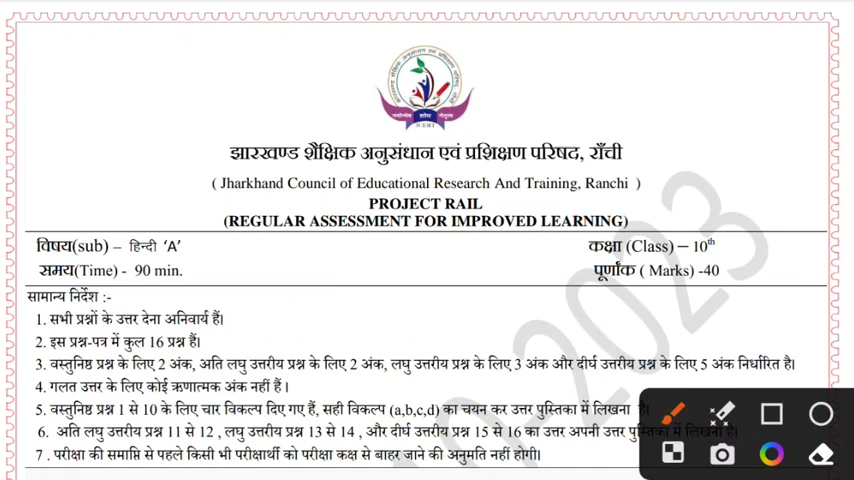 झारखण्ड शैक्षिक अनुसंधान एवं प्रशिक्षण परिषद, राँची
( Jharkhand Council of Educational Research And Training, Ranchi )
PROJECT RAIL
(REGULAR ASSESSMENT FOR IMPROVED LEARNING)
विषय(sub) – हिन्दी ‘A’ कक्षा (Class) – 10th
समय(Time) - 90 min. पूर्णांक ( Marks) -40
सामान्य निर्देश :-
1. सभी प्रश्नों के उत्तर देना अनिवार्य हैं।
2. इस प्रश्न-पत्र में कुल 16 प्रश्न हैं।
3. वस्तुनिष्ठ प्रश्न के लिए 2 अंक, अति लघु उत्तरीय प्रश्न के लिए 2 अंक, लघु उत्तरीय प्रश्न के लिए 3 अंक और दीर्घ उत्तरीय प्रश्न के लिए 5 अंक निर्धारित है।
4. गलत उत्तर के लिए कोई ऋणात्मक अंक नहीं हैं ।
5. वस्तुनिष्ठ प्रश्न 1 से 10 के लिए चार विकल्प दिए गए हैं, सही विकल्प (a,b,c,d) का चयन कर उत्तर पुस्तिका में लिखना है।
6. अति लघु उत्तरीय प्रश्न 11 से 12 , लघु उत्तरीय प्रश्न 13 से 14 , और दीर्घ उत्तरीय प्रश्न 15 से 16 का उत्तर अपनी उत्तर पुस्तिका में लिखना है।
7 . परीक्षा की समाप्ति से पहले किसी भी परीक्षार्थी को परीक्षा कक्ष से बाहर जाने की अनुमति नहीं होगी।